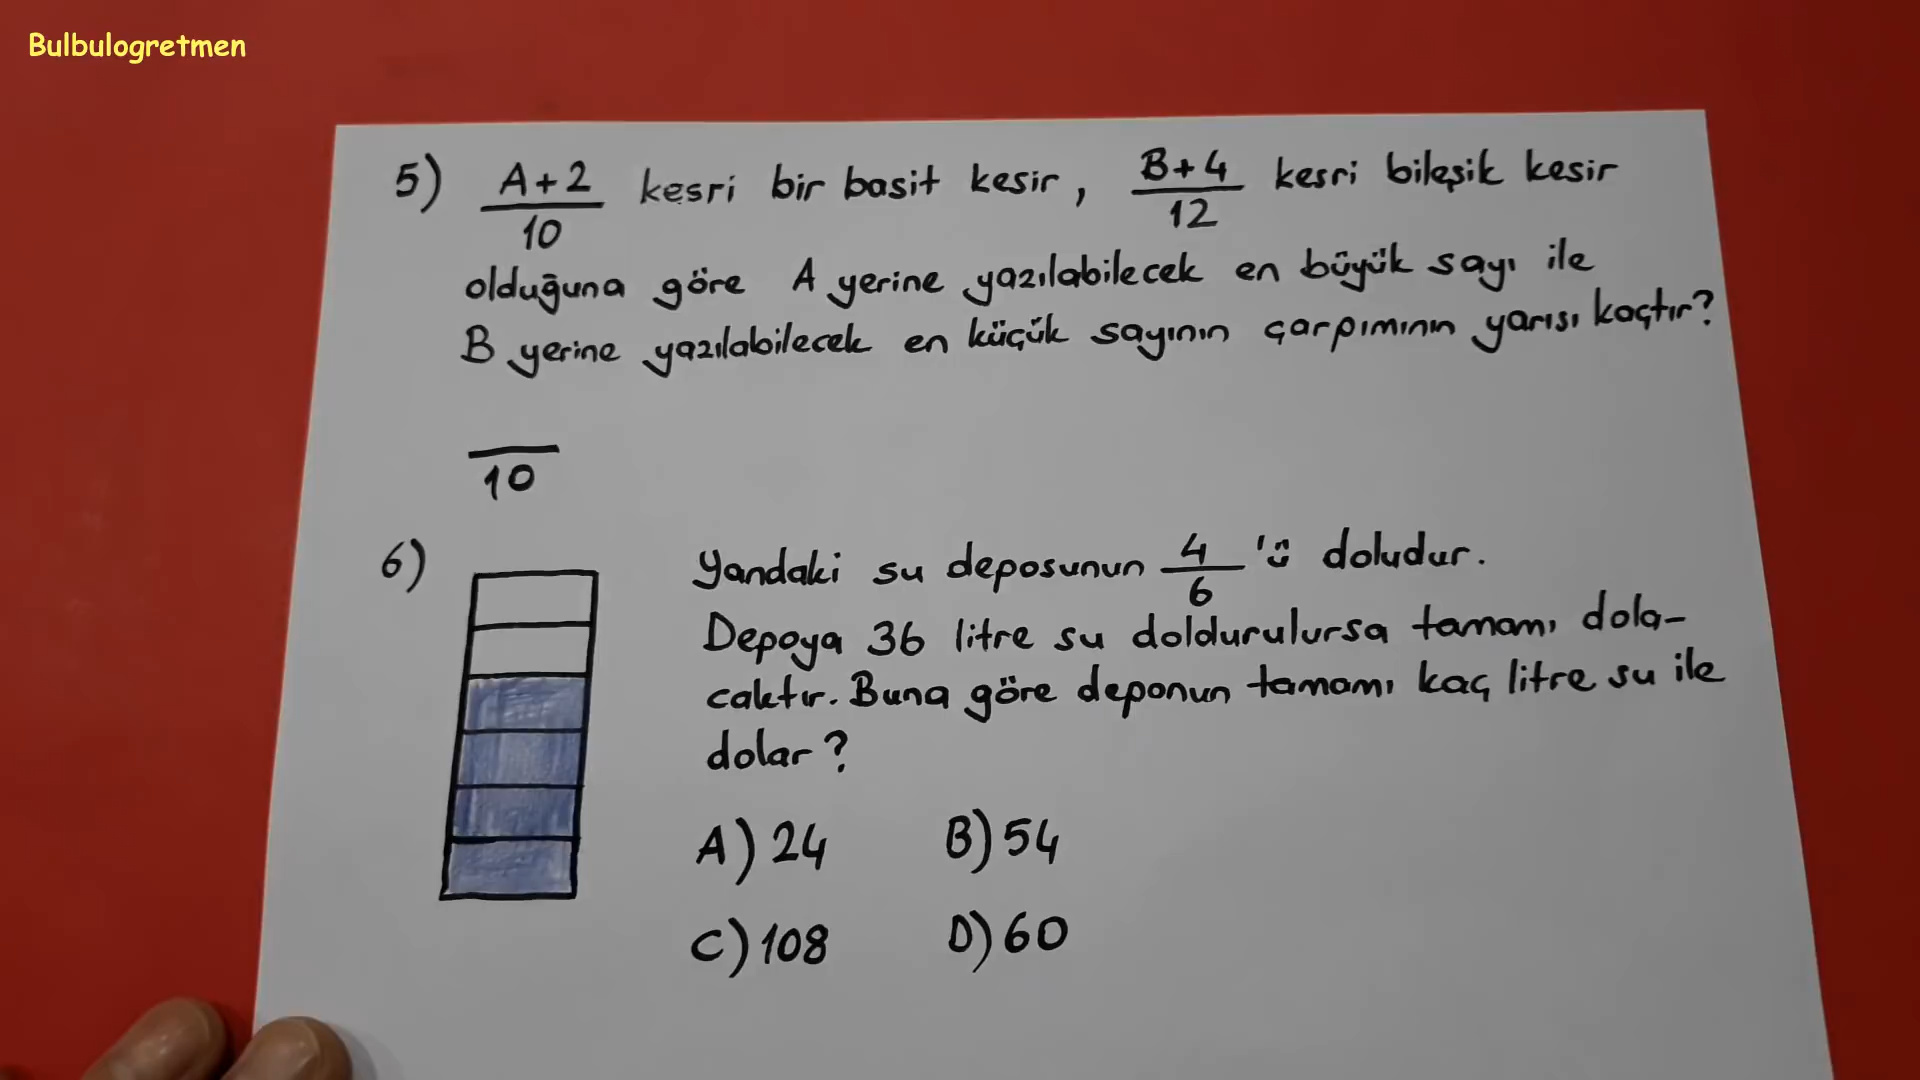 Bulbulogretmen
5) A+2/10 kesri bir basit kesir, B+4/12 kesri bileşik kesir
olduğuna göre A yerine yazılabilecek en büyük sayı ile
B yerine yazılabilecek en küçük sayının çarpımının yarısı kaçtır?
10
6) Yandaki su deposunun 4/6 'ü doludur.
Depoya 36 litre su doldurulursa tamamı dola-
caktır. Buna göre deponun tamamı kaç litre su ile
dolar?
A) 24 B) 54
C) 108 D) 60